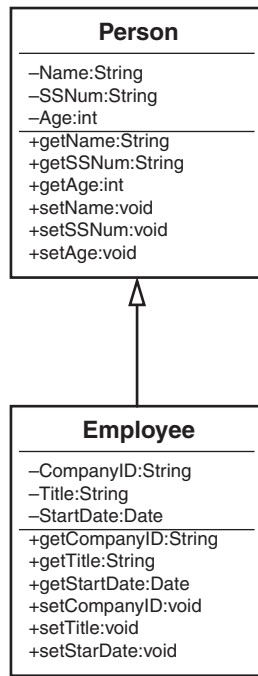 Person
–Name:String
–SSNum:String
–Age:int
+getName:String
+getSSNum:String
+getAge:int
+setName:void
+setSSNum:void
+setAge:void
Employee
–CompanyID:String
–Title:String
–StartDate:Date
+getCompanyID:String
+getTitle:String
+getStartDate:Date
+setCompanyID:void
+setTitle:void
+setStarDate:void